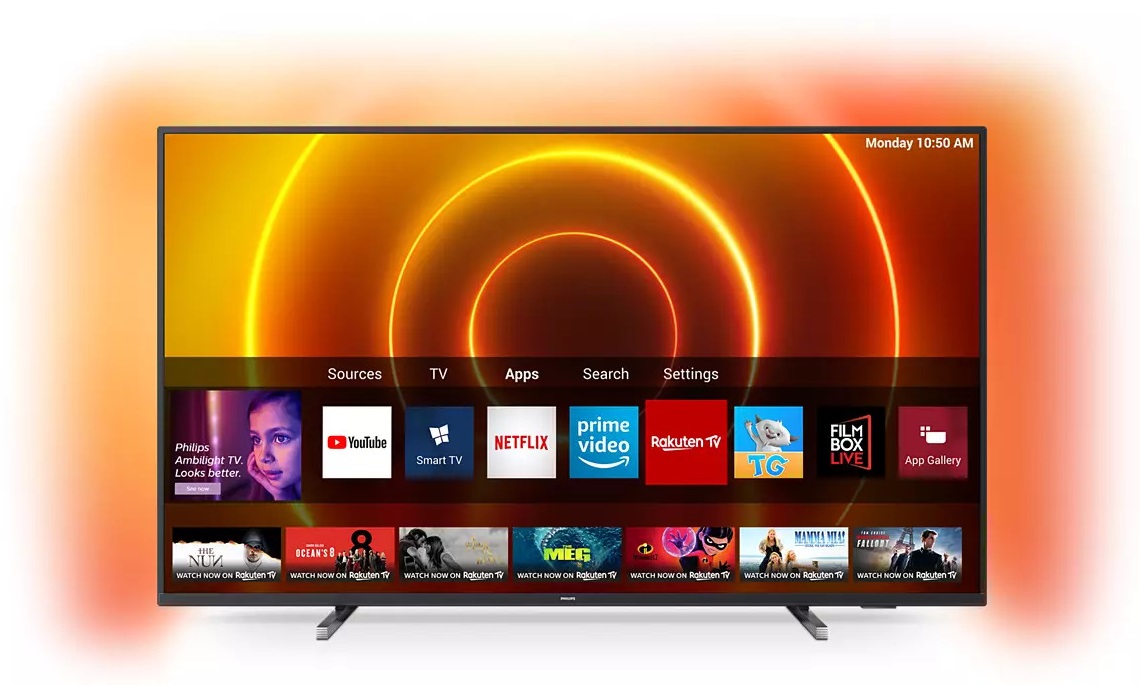 Monday 10:50 AM
Sources TV Apps Search Settings
Philips
Ambilight TV.
Looks better.
See now
YouTube
Smart TV
NETFLIX
prime
video
Rakuten TV
TG
FILM
BOX
LIVE
App Gallery
THE
NUN
WATCH NOW ON Rakuten TV
OCEAN'S 8
8
WATCH NOW ON Rakuten TV
WATCH NOW ON Rakuten TV
THE
MEG
WATCH NOW ON Rakuten TV
WATCH NOW ON Rakuten TV
MAMMA MIA!
WATCH NOW ON Rakuten TV
FALLOUT
WATCH NOW ON Rakuten TV
PHILIPS